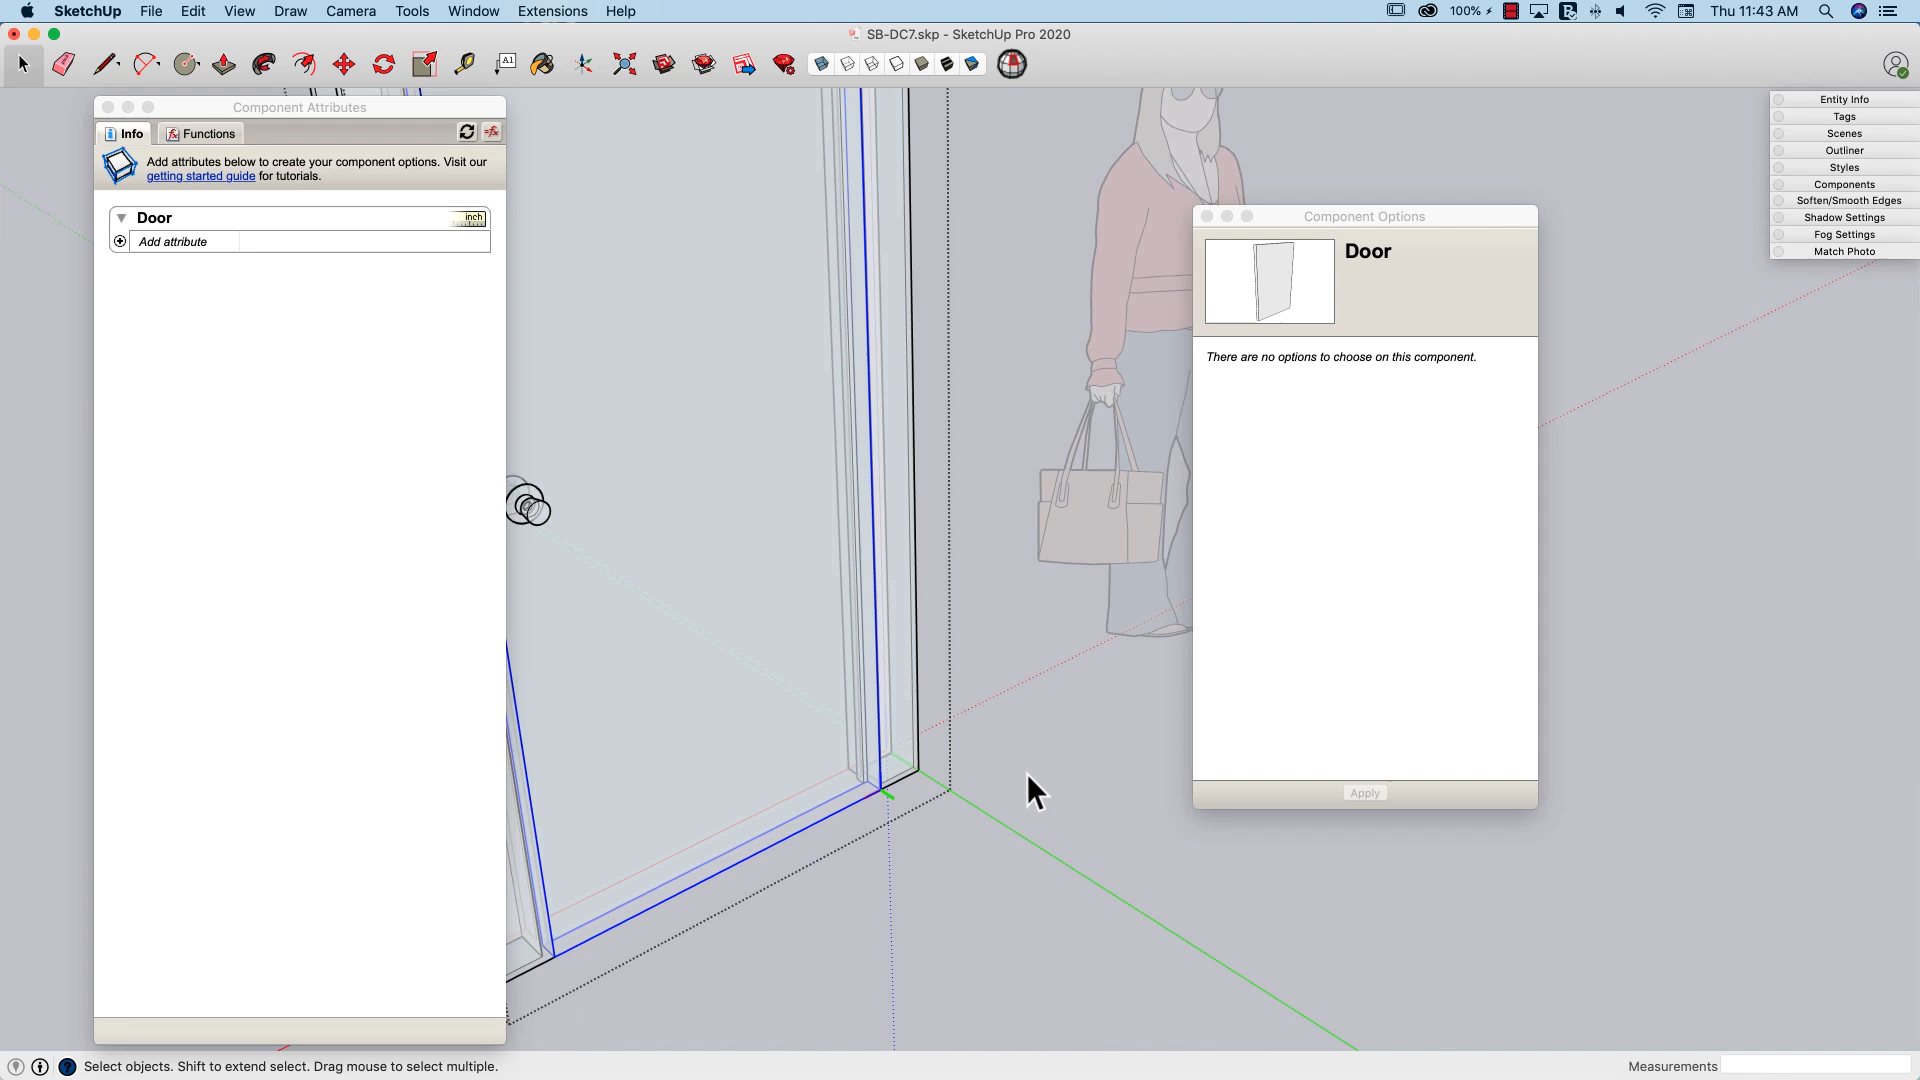 SketchUp File Edit View Draw Camera Tools Window Extensions Help 100% Thu 11:43 AM
SB-DC7.skp - SketchUp Pro 2020
A1
Component Attributes
Info Functions
Add attributes below to create your component options. Visit our
getting started guide for tutorials.
Door inch
Add attribute
Entity Info
Tags
Scenes
Outliner
Styles
Components
Soften/Smooth Edges
Shadow Settings
Fog Settings
Match Photo
Component Options
Door
There are no options to choose on this component.
Apply
Select objects. Shift to extend select. Drag mouse to select multiple.
Measurements